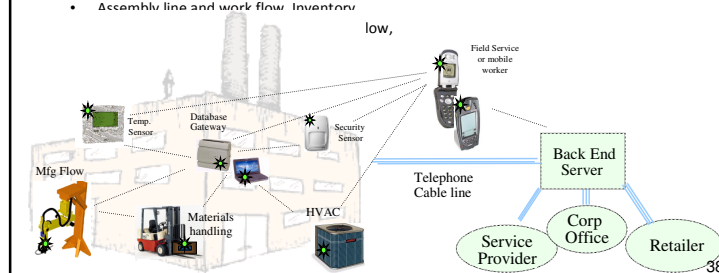 • Assembly line and work flow, Inventory
low,
Field Service
or mobile
worker
Temp.
Sensor
Database
Gateway
Security
Sensor
Mfg Flow
Back End
Server
Telephone
Cable line
Materials
handling
HVAC
Corp
Office
Service
Provider
Retailer
38